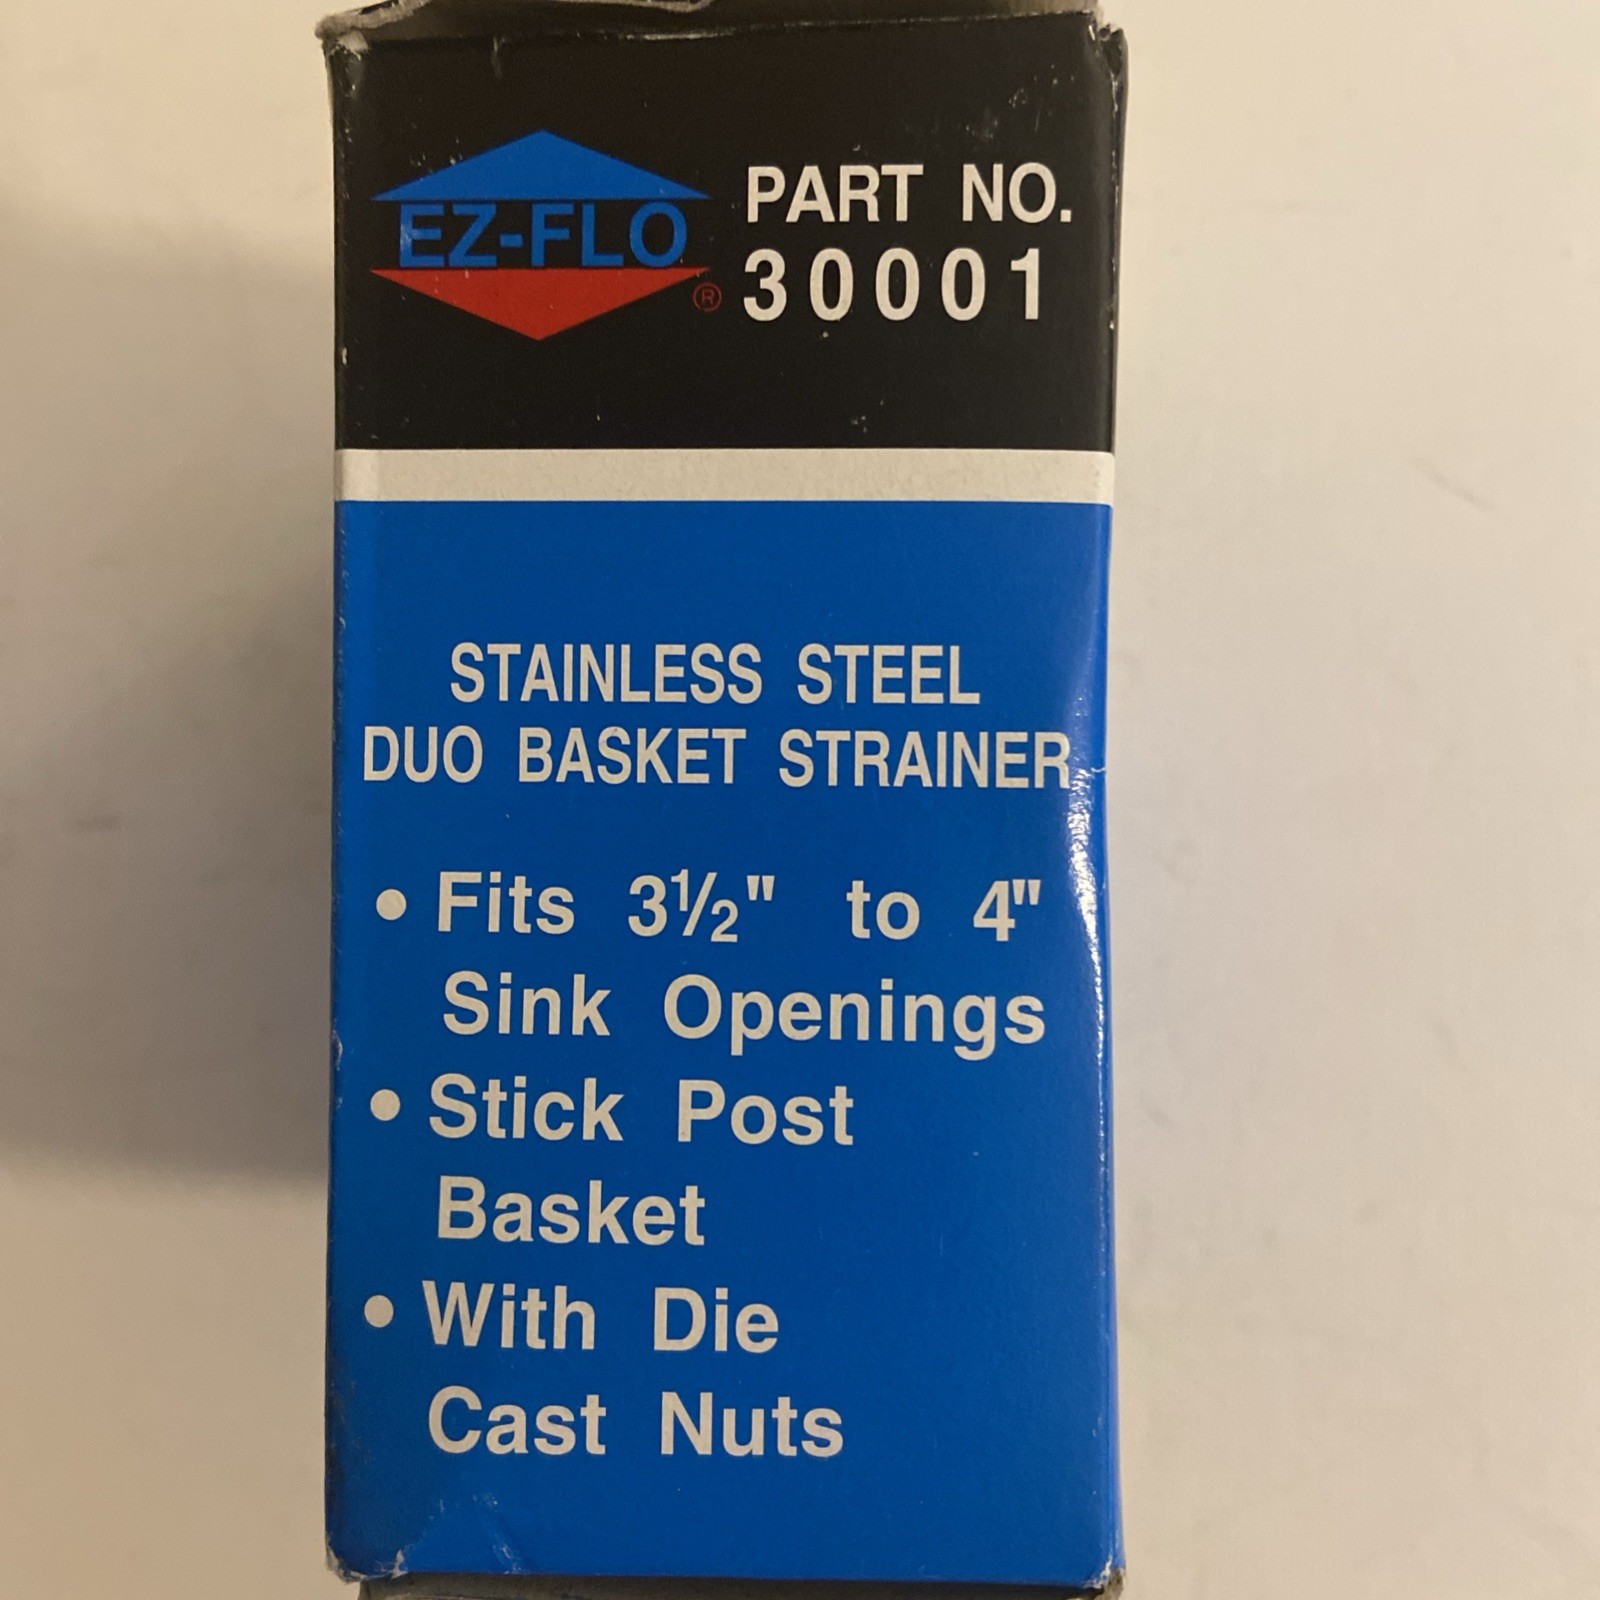 EZ-FLO ®
PART NO.
30001
STAINLESS STEEL
DUO BASKET STRAINER
• Fits 3½" to 4"
Sink Openings
• Stick Post
Basket
• With Die
Cast Nuts